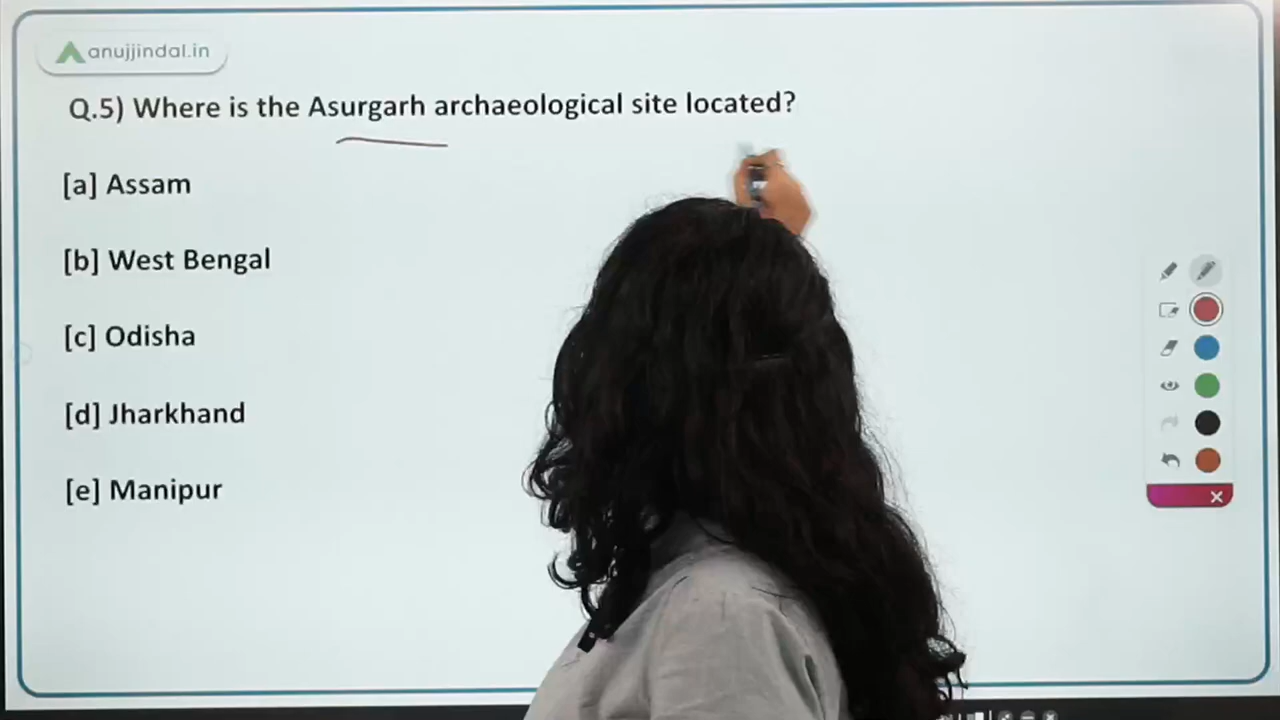 anujjindal.in
Q.5) Where is the Asurgarh archaeological site located?
[a] Assam
[b] West Bengal
[c] Odisha
[d] Jharkhand
[e] Manipur